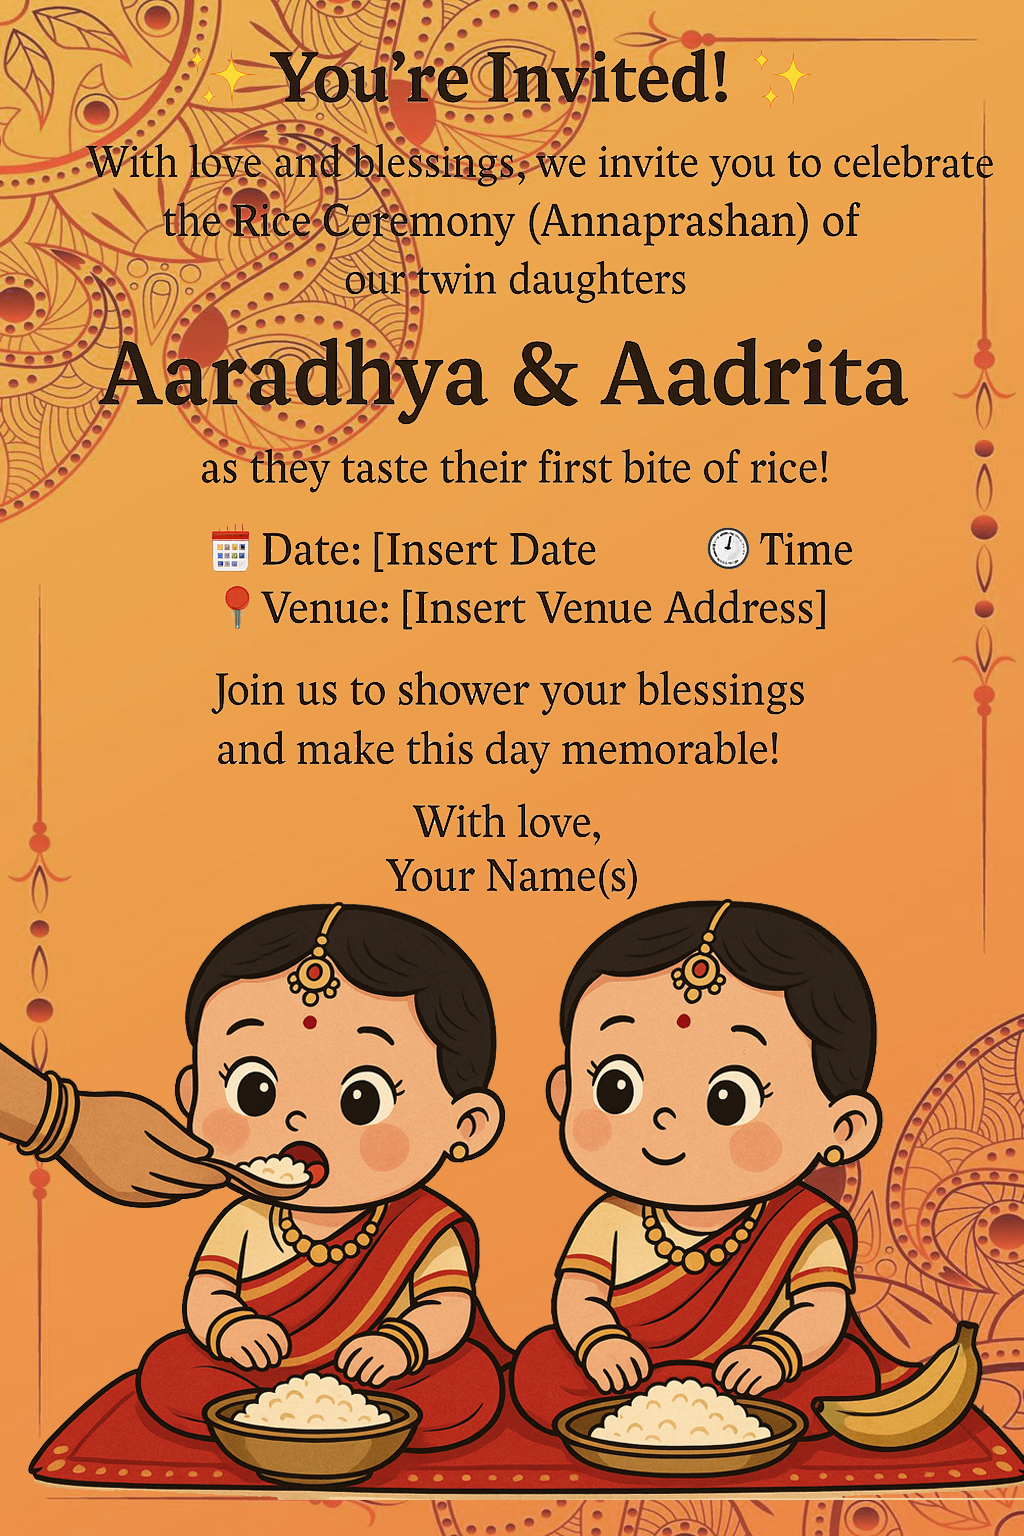 You're Invited!
With love and blessings, we invite you to celebrate
the Rice Ceremony (Annaprashan) of
our twin daughters
Aaradhya & Aadrita
as they taste their first bite of rice!
Date: [Insert Date Time
Venue: [Insert Venue Address]
Join us to shower your blessings
and make this day memorable!
With love,
Your Name(s)